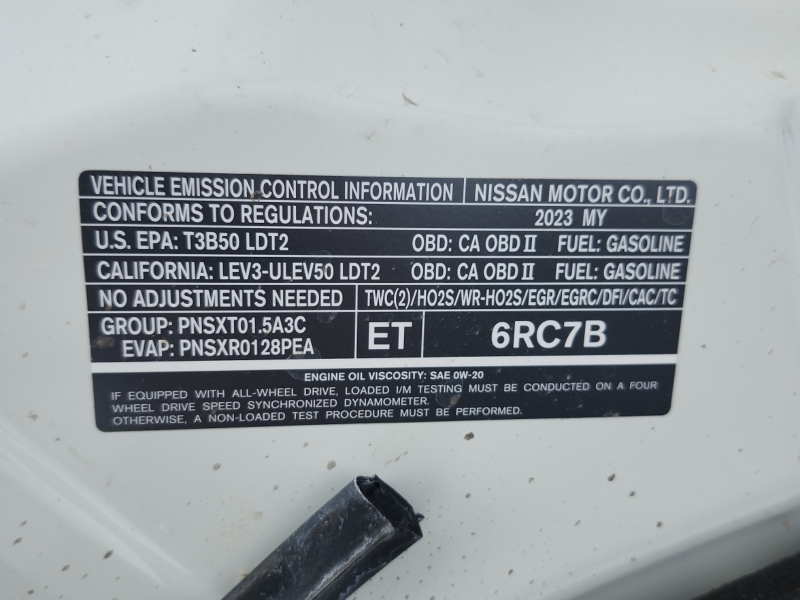 VEHICLE EMISSION CONTROL INFORMATION NISSAN MOTOR CO., LTD.
CONFORMS TO REGULATIONS: 2023 MY
U.S. EPA: T3B50 LDT2 OBD: CA OBD II FUEL: GASOLINE
CALIFORNIA: LEV3-ULEV50 LDT2 OBD: CA OBD II FUEL: GASOLINE
NO ADJUSTMENTS NEEDED TWC(2)/HO2S/WR-HO2S/EGR/EGRC/DFI/CAC/TC
GROUP: PNSXT01.5A3C
EVAP: PNSXR0128PEA
ET 6RC7B
ENGINE OIL VISCOSITY: SAE 0W-20
IF EQUIPPED WITH ALL-WHEEL DRIVE, LOADED I/M TESTING MUST BE CONDUCTED ON A FOUR
WHEEL DRIVE SPEED SYNCHRONIZED DYNAMOMETER.
OTHERWISE, A NON-LOADED TEST PROCEDURE MUST BE PERFORMED.